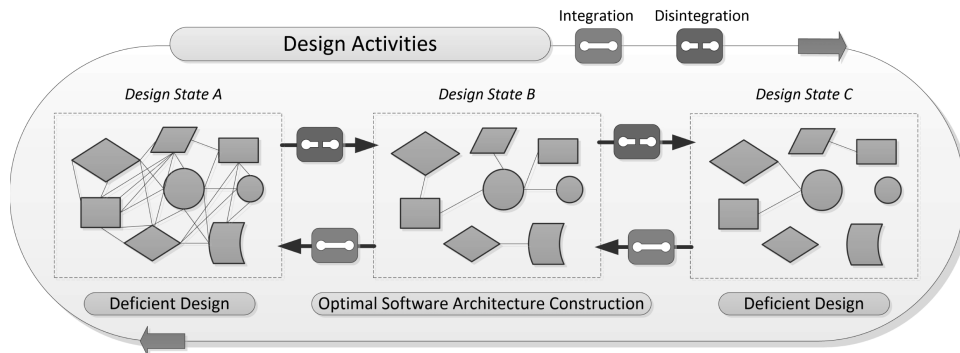 Integration
Disintegration
Design Activities
Design State A
Design State B
Design State C
Deficient Design
Optimal Software Architecture Construction
Deficient Design